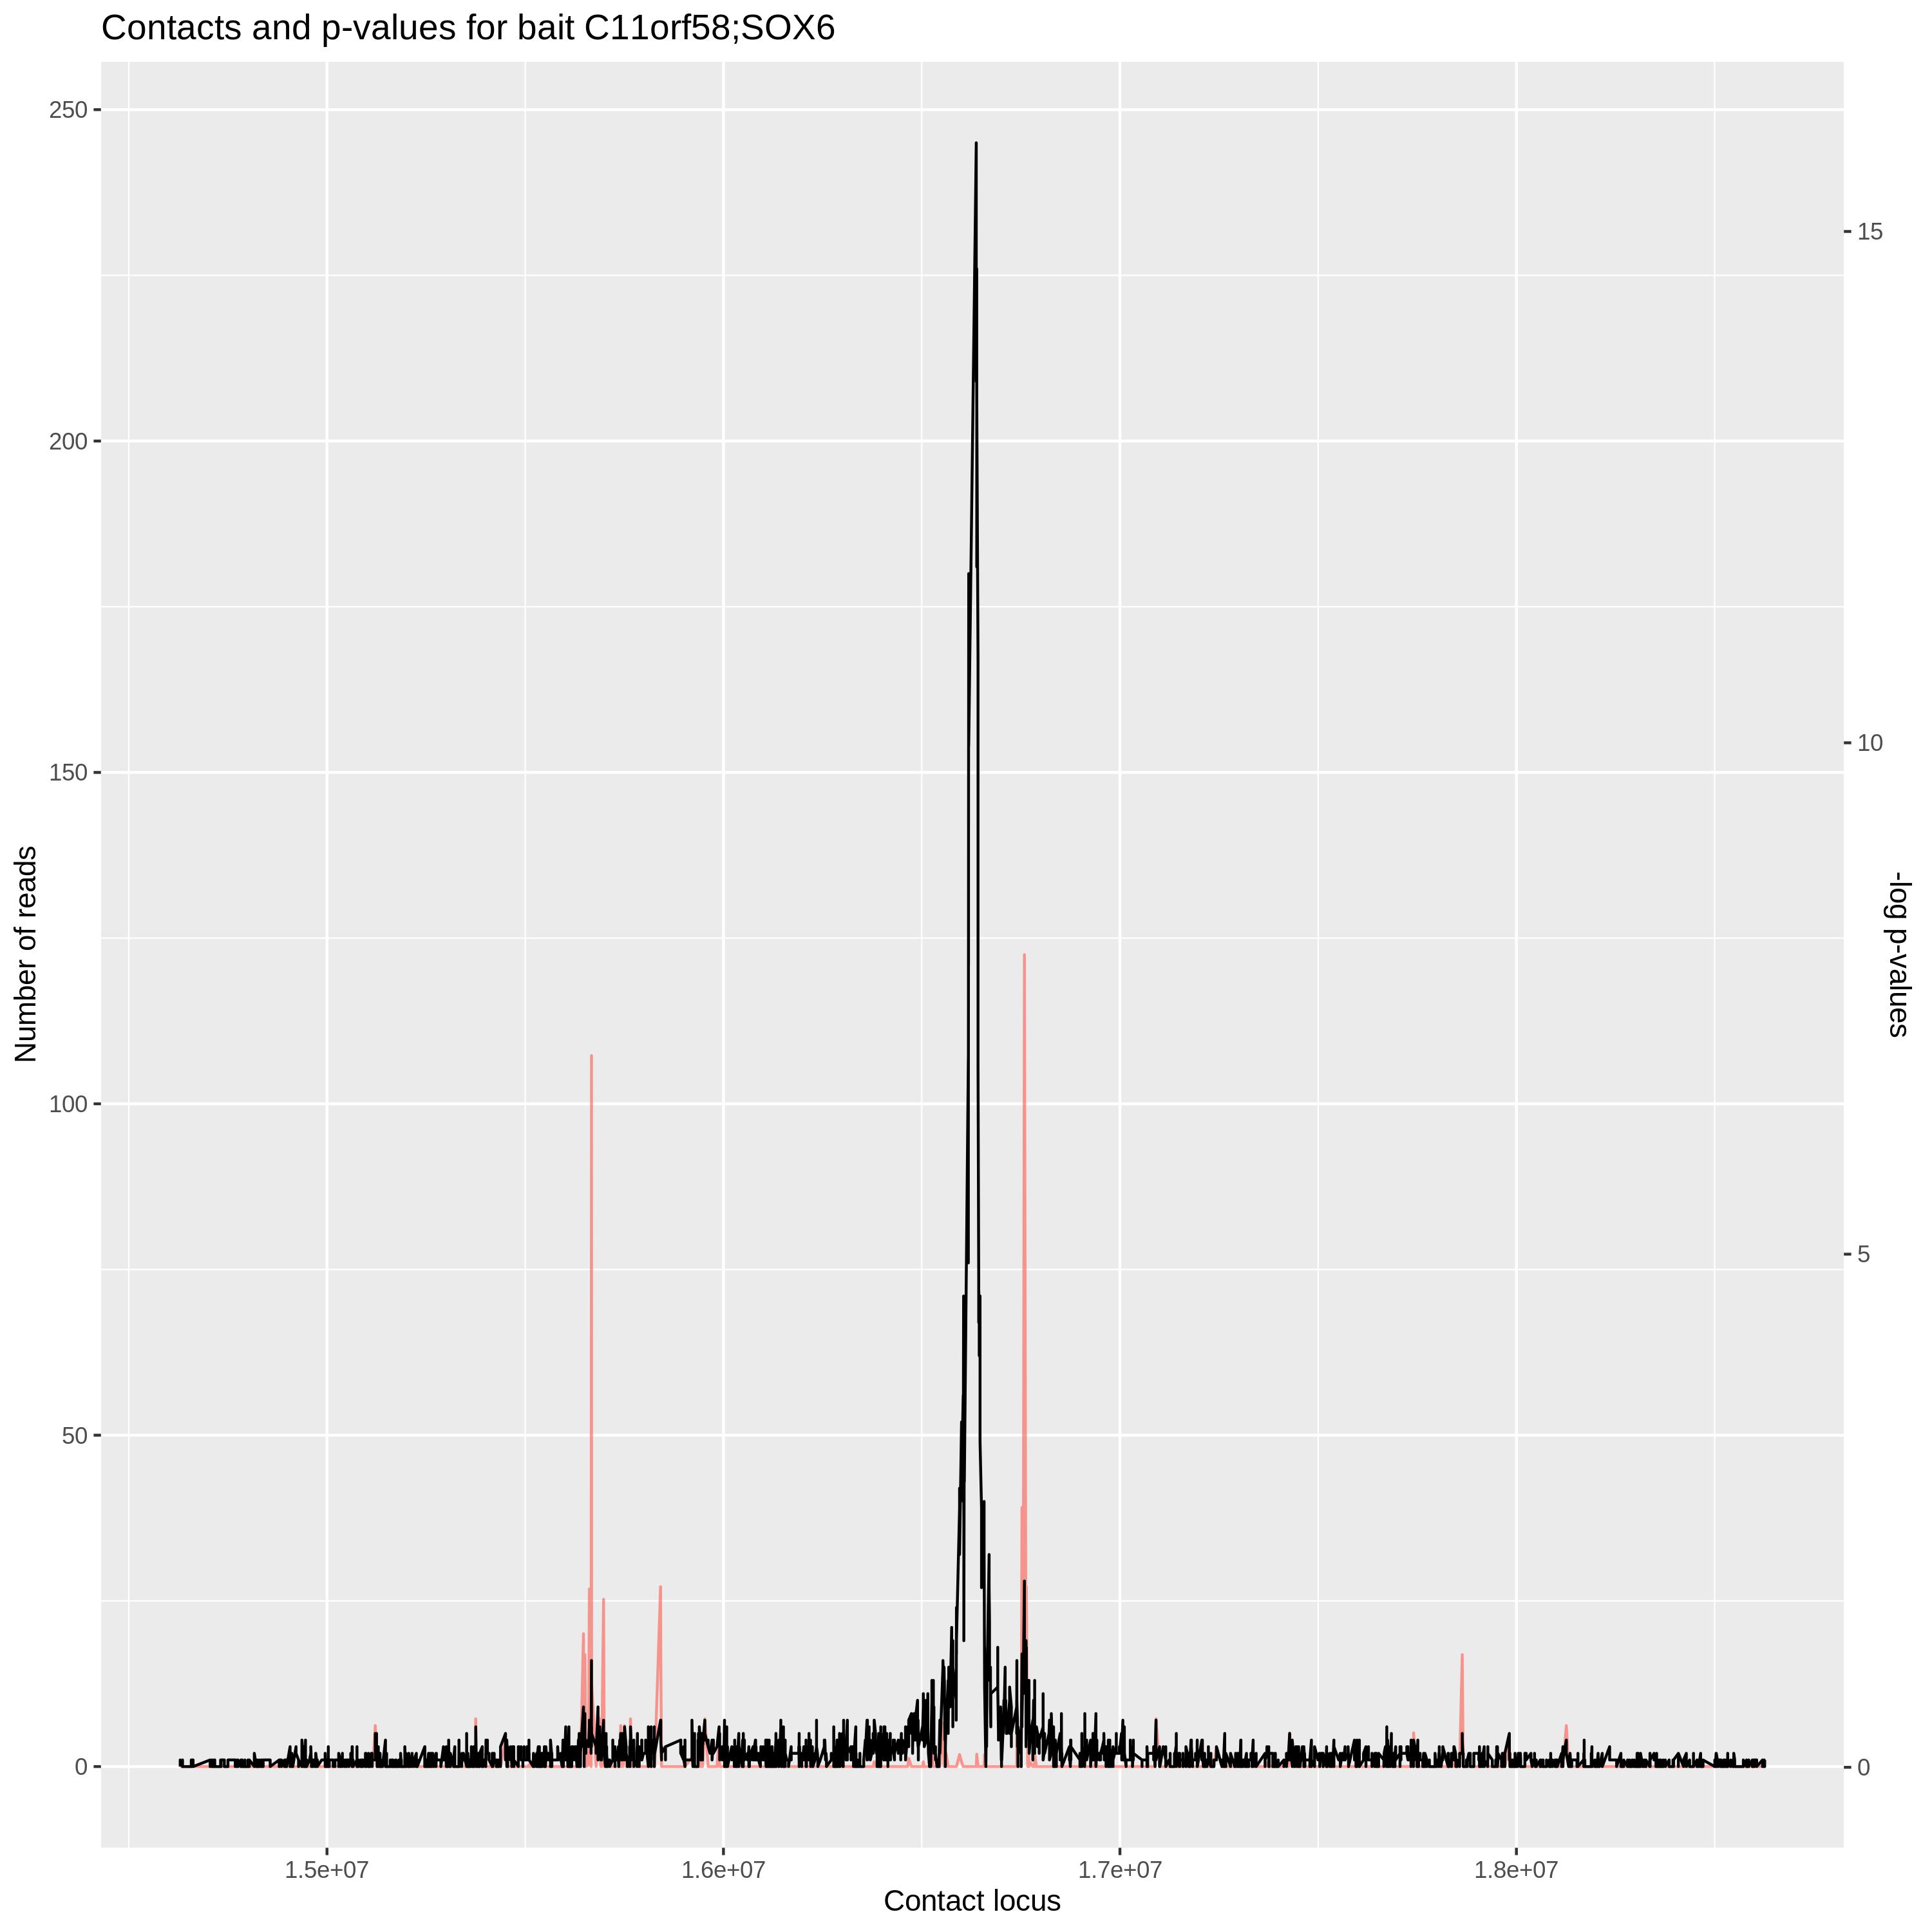 Contacts and p-values for bait C11orf58;SOX6
250
200
150
100
50
0
Number of reads
15
10
5
0
-log p-values
1.5e+07
1.6e+07
1.7e+07
1.8e+07
Contact locus